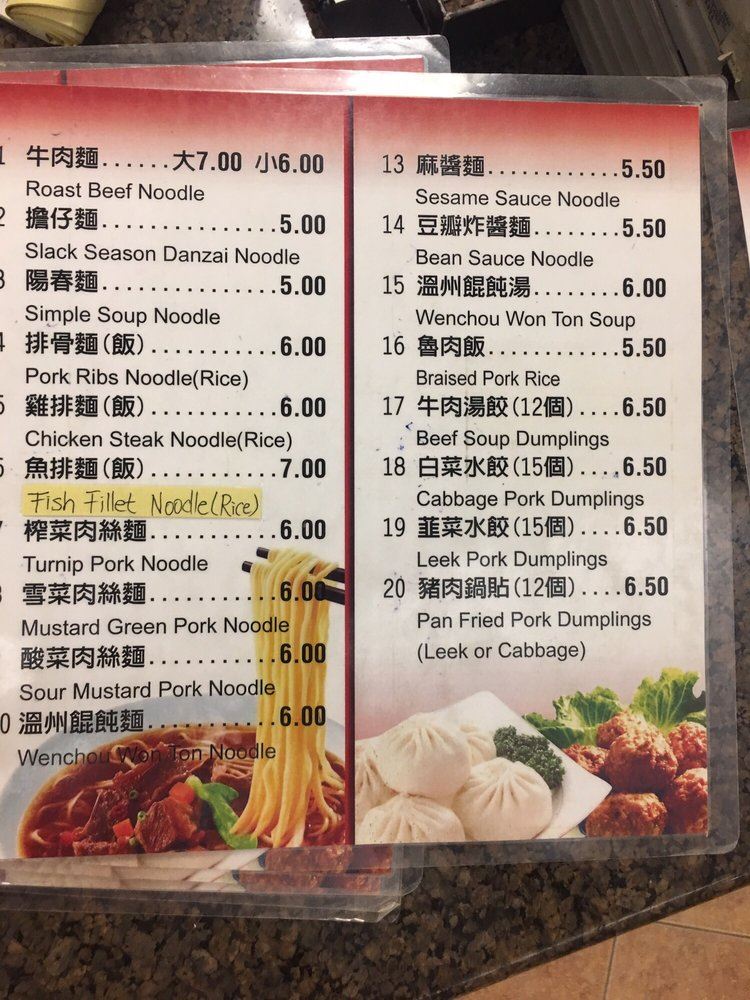 1 牛肉麵......大7.00 小6.00
Roast Beef Noodle
2 擔仔麵...............5.00
Slack Season Danzai Noodle
3 陽春麵...............5.00
Simple Soup Noodle
4 排骨麵(飯)...........6.00
Pork Ribs Noodle(Rice)
5 雞排麵(飯)...........6.00
Chicken Steak Noodle(Rice)
6 魚排麵(飯)...........7.00
Fish Fillet Noodle(Rice)
7 榨菜肉絲麵...........6.00
Turnip Pork Noodle
8 雪菜肉絲麵...........6.00
Mustard Green Pork Noodle
酸菜肉絲麵...........6.00
Sour Mustard Pork Noodle
0 溫州餛飩麵...........6.00
Wenchou Won Ton Noodle
13 麻醬麵............5.50
Sesame Sauce Noodle
14 豆瓣炸醬麵........5.50
Bean Sauce Noodle
15 溫州餛飩湯........6.00
Wenchou Won Ton Soup
16 魯肉飯............5.50
Braised Pork Rice
17 牛肉湯餃(12個)....6.50
Beef Soup Dumplings
18 白菜水餃(15個)....6.50
Cabbage Pork Dumplings
19 韮菜水餃(15個)....6.50
Leek Pork Dumplings
20 豬肉鍋貼(12個)....6.50
Pan Fried Pork Dumplings
(Leek or Cabbage)